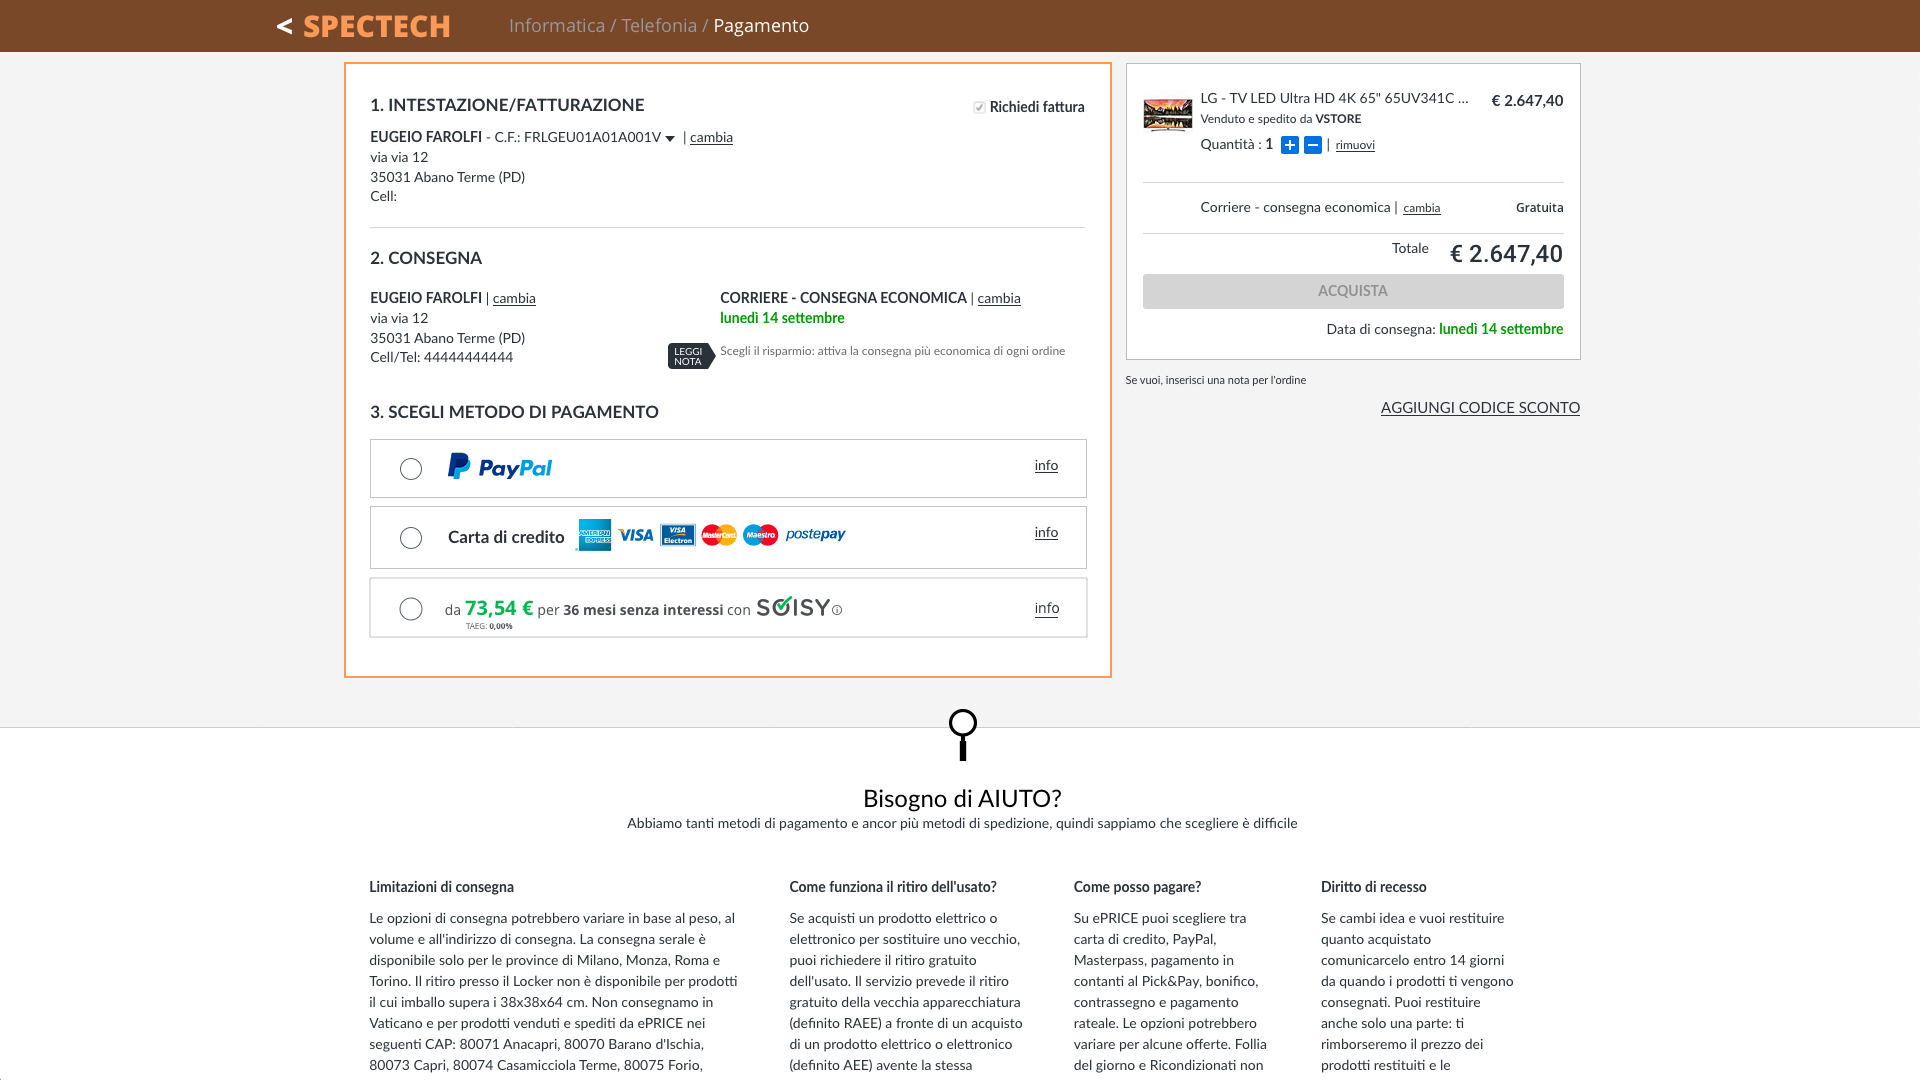 < SPECTECH
Informatica / Telefonia / Pagamento
1. INTESTAZIONE/FATTURAZIONE
Richiedi fattura
EUGEIO FAROLFI - C.F.: FRLGEU01A01A001V | cambia
via via 12
35031 Abano Terme (PD)
Cell:
2. CONSEGNA
EUGEIO FAROLFI | cambia
via via 12
35031 Abano Terme (PD)
Cell/Tel: 44444444444
CORRIERE - CONSEGNA ECONOMICA | cambia
lunedì 14 settembre
LEGGI
NOTA
Scegli il risparmio: attiva la consegna più economica di ogni ordine
3. SCEGLI METODO DI PAGAMENTO
PayPal
info
Carta di credito AMERICAN EXPRESS VISA VISA Electron MasterCard Maestro postepay
info
da 73,54 € per 36 mesi senza interessi con SOISY
TAEG: 0,00%
info
LG - TV LED Ultra HD 4K 65" 65UV341C ...
€ 2.647,40
Venduto e spedito da VSTORE
Quantità : 1 + − | rimuovi
Corriere - consegna economica | cambia
Gratuita
Totale € 2.647,40
ACQUISTA
Data di consegna: lunedì 14 settembre
Se vuoi, inserisci una nota per l'ordine
AGGIUNGI CODICE SCONTO
Bisogno di AIUTO?
Abbiamo tanti metodi di pagamento e ancor più metodi di spedizione, quindi sappiamo che scegliere è difficile
Limitazioni di consegna
Le opzioni di consegna potrebbero variare in base al peso, al
volume e all'indirizzo di consegna. La consegna serale è
disponibile solo per le province di Milano, Monza, Roma e
Torino. Il ritiro presso il Locker non è disponibile per prodotti
il cui imballo supera i 38x38x64 cm. Non consegnamo in
Vaticano e per prodotti venduti e spediti da ePRICE nei
seguenti CAP: 80071 Anacapri, 80070 Barano d'Ischia,
80073 Capri, 80074 Casamicciola Terme, 80075 Forio,
Come funziona il ritiro dell'usato?
Se acquisti un prodotto elettrico o
elettronico per sostituire uno vecchio,
puoi richiedere il ritiro gratuito
dell'usato. Il servizio prevede il ritiro
gratuito della vecchia apparecchiatura
(definito RAEE) a fronte di un acquisto
di un prodotto elettrico o elettronico
(definito AEE) avente la stessa
Come posso pagare?
Su ePRICE puoi scegliere tra
carta di credito, PayPal,
Masterpass, pagamento in
contanti al Pick&Pay, bonifico,
contrassegno e pagamento
rateale. Le opzioni potrebbero
variare per alcune offerte. Follia
del giorno e Ricondizionati non
Diritto di recesso
Se cambi idea e vuoi restituire
quanto acquistato
comunicarcelo entro 14 giorni
da quando i prodotti ti vengono
consegnati. Puoi restituire
anche solo una parte: ti
rimborseremo il prezzo dei
prodotti restituiti e le